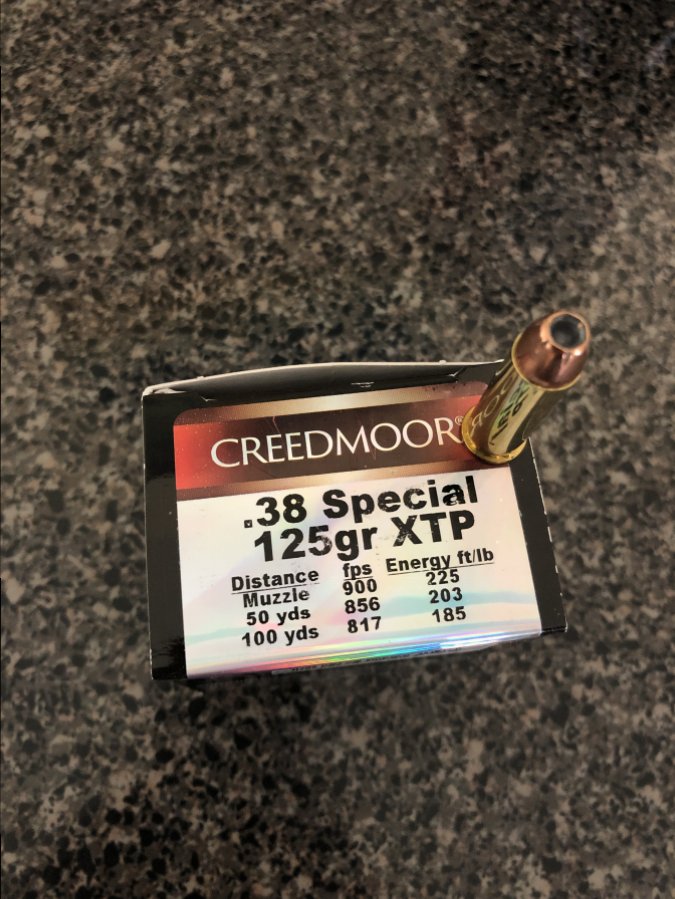 CREEDMOOR®
.38 Special
125gr XTP
Distance fps Energy ft/lb
Muzzle 900 225
50 yds 856 203
100 yds 817 185